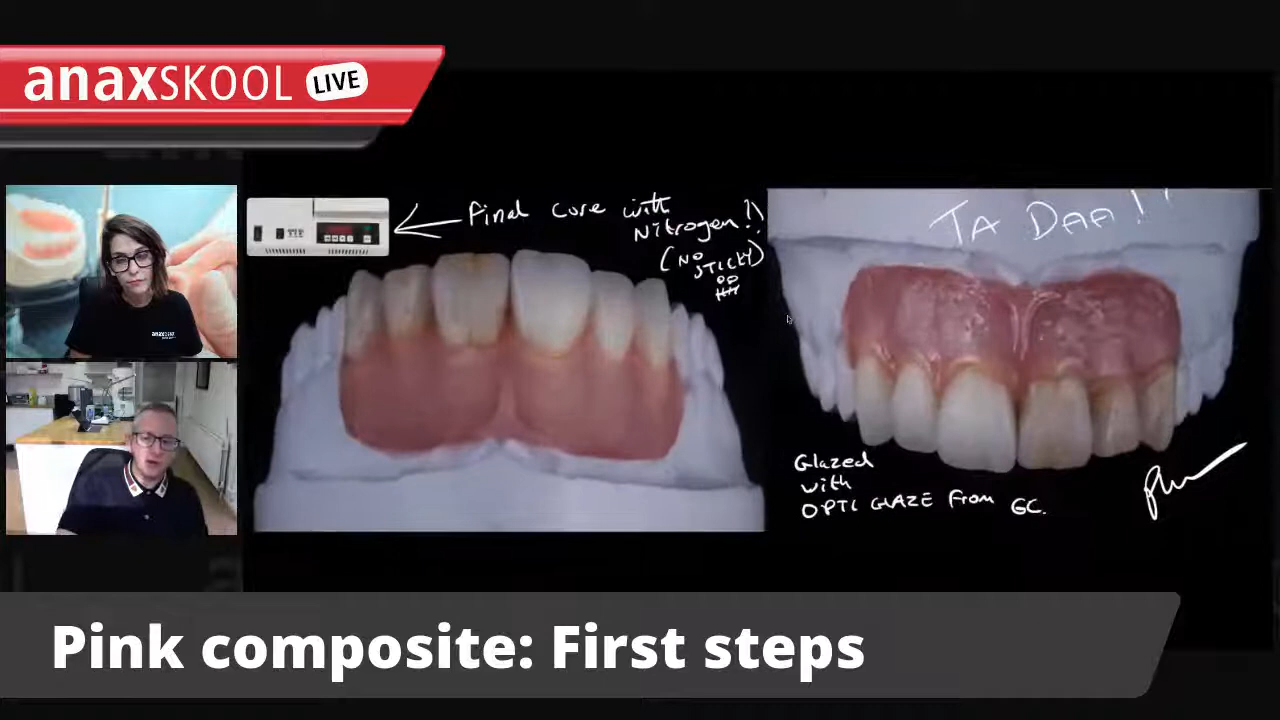 anaxSKOOL LIVE
Final cure with
Nitrogen!!
(NO
STICKY)
TA DAA!!
Glazed
with
OPTI GLAZE From GC.
Pink composite: First steps